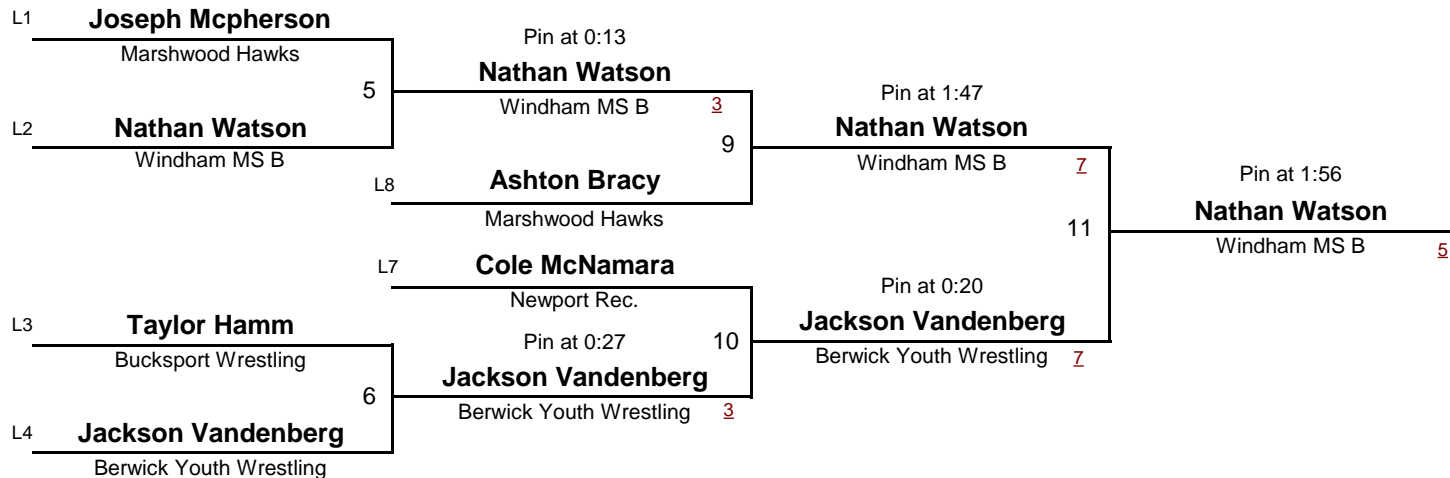 L1 Joseph Mcpherson
Marshwood Hawks
5
L2 Nathan Watson
Windham MS B
Pin at 0:13
Nathan Watson
Windham MS B 3
9
L8 Ashton Bracy
Marshwood Hawks
Pin at 1:47
Nathan Watson
Windham MS B 7
11
Pin at 1:56
Nathan Watson
Windham MS B 5
L7 Cole McNamara
Newport Rec.
10
L3 Taylor Hamm
Bucksport Wrestling
6
L4 Jackson Vandenberg
Berwick Youth Wrestling
Pin at 0:27
Jackson Vandenberg
Berwick Youth Wrestling 3
Pin at 0:20
Jackson Vandenberg
Berwick Youth Wrestling 7